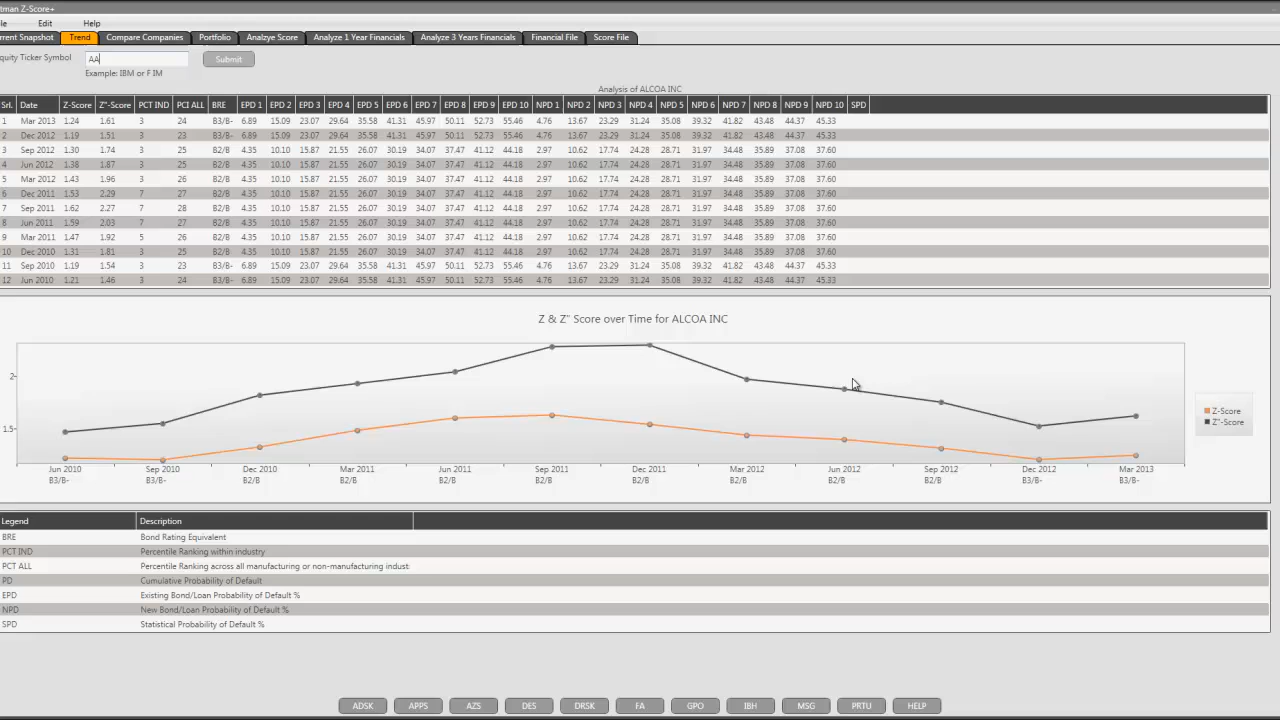 tman Z-Score+
le Edit Help
rrent Snapshot Trend Compare Companies Portfolio Analzye Score Analyze 1 Year Financials Analyze 3 Years Financials Financial File Score File
quity Ticker Symbol AA Submit
Example: IBM or F IM
Analysis of ALCOA INC
Srl. Date Z-Score Z"-Score PCT IND PCI ALL BRE EPD 1 EPD 2 EPD 3 EPD 4 EPD 5 EPD 6 EPD 7 EPD 8 EPD 9 EPD 10 NPD 1 NPD 2 NPD 3 NPD 4 NPD 5 NPD 6 NPD 7 NPD 8 NPD 9 NPD 10 SPD
1 Mar 2013 1.24 1.61 3 24 B3/B- 6.89 15.09 23.07 29.64 35.58 41.31 45.97 50.11 52.73 55.46 4.76 13.67 23.29 31.24 35.08 39.32 41.82 43.48 44.37 45.33
2 Dec 2012 1.19 1.51 3 23 B3/B- 6.89 15.09 23.07 29.64 35.58 41.31 45.97 50.11 52.73 55.46 4.76 13.67 23.29 31.24 35.08 39.32 41.82 43.48 44.37 45.33
3 Sep 2012 1.30 1.74 3 25 B2/B 4.35 10.10 15.87 21.55 26.07 30.19 34.07 37.47 41.12 44.18 2.97 10.62 17.74 24.28 28.71 31.97 34.48 35.89 37.08 37.60
4 Jun 2012 1.38 1.87 3 25 B2/B 4.35 10.10 15.87 21.55 26.07 30.19 34.07 37.47 41.12 44.18 2.97 10.62 17.74 24.28 28.71 31.97 34.48 35.89 37.08 37.60
5 Mar 2012 1.43 1.96 3 26 B2/B 4.35 10.10 15.87 21.55 26.07 30.19 34.07 37.47 41.12 44.18 2.97 10.62 17.74 24.28 28.71 31.97 34.48 35.89 37.08 37.60
6 Dec 2011 1.53 2.29 7 27 B2/B 4.35 10.10 15.87 21.55 26.07 30.19 34.07 37.47 41.12 44.18 2.97 10.62 17.74 24.28 28.71 31.97 34.48 35.89 37.08 37.60
7 Sep 2011 1.62 2.27 7 28 B2/B 4.35 10.10 15.87 21.55 26.07 30.19 34.07 37.47 41.12 44.18 2.97 10.62 17.74 24.28 28.71 31.97 34.48 35.89 37.08 37.60
8 Jun 2011 1.59 2.03 7 27 B2/B 4.35 10.10 15.87 21.55 26.07 30.19 34.07 37.47 41.12 44.18 2.97 10.62 17.74 24.28 28.71 31.97 34.48 35.89 37.08 37.60
9 Mar 2011 1.47 1.92 5 26 B2/B 4.35 10.10 15.87 21.55 26.07 30.19 34.07 37.47 41.12 44.18 2.97 10.62 17.74 24.28 28.71 31.97 34.48 35.89 37.08 37.60
10 Dec 2010 1.31 1.81 3 25 B2/B 4.35 10.10 15.87 21.55 26.07 30.19 34.07 37.47 41.12 44.18 2.97 10.62 17.74 24.28 28.71 31.97 34.48 35.89 37.08 37.60
11 Sep 2010 1.19 1.54 3 23 B3/B- 6.89 15.09 23.07 29.64 35.58 41.31 45.97 50.11 52.73 55.46 4.76 13.67 23.29 31.24 35.08 39.32 41.82 43.48 44.37 45.33
12 Jun 2010 1.21 1.46 3 24 B3/B- 6.89 15.09 23.07 29.64 35.58 41.31 45.97 50.11 52.73 55.46 4.76 13.67 23.29 31.24 35.08 39.32 41.82 43.48 44.37 45.33
Z & Z" Score over Time for ALCOA INC
2
1.5
Z-Score
Z"-Score
Jun 2010 Sep 2010 Dec 2010 Mar 2011 Jun 2011 Sep 2011 Dec 2011 Mar 2012 Jun 2012 Sep 2012 Dec 2012 Mar 2013
B3/B- B3/B- B2/B B2/B B2/B B2/B B2/B B2/B B2/B B2/B B3/B- B3/B-
Legend Description
BRE Bond Rating Equivalent
PCT IND Percentile Ranking within industry
PCT ALL Percentile Ranking across all manufacturing or non-manufacturing indust
PD Cumulative Probability of Default
EPD Existing Bond/Loan Probability of Default %
NPD New Bond/Loan Probability of Default %
SPD Statistical Probability of Default %
ADSK APPS AZS DES DRSK FA GPO IBH MSG PRTU HELP